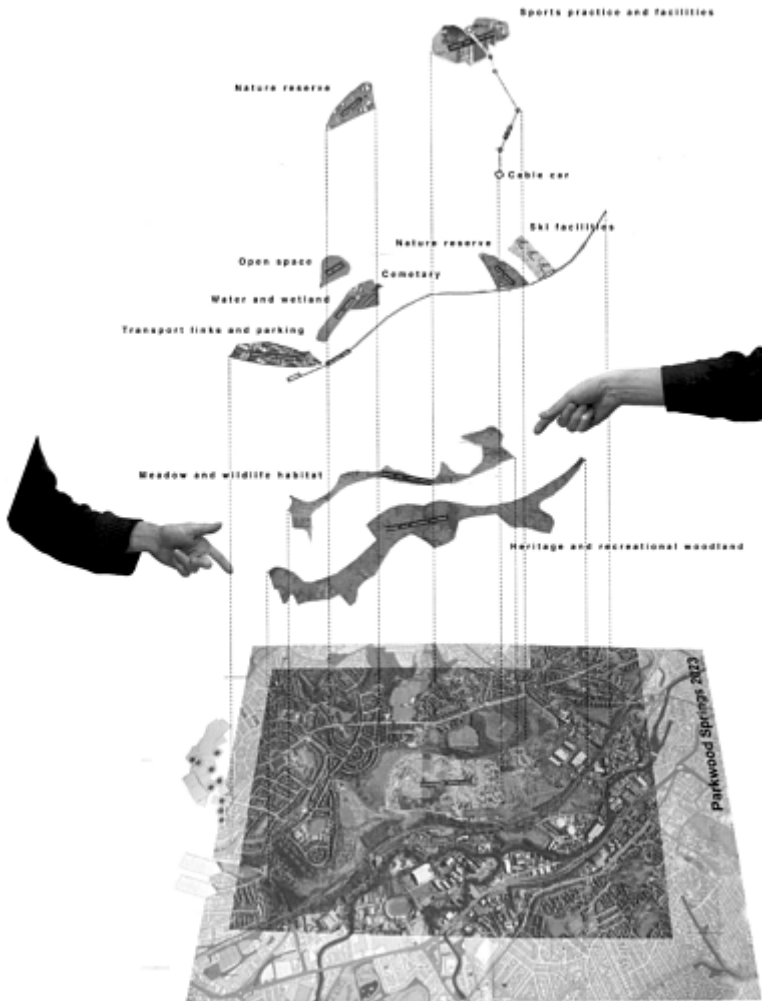 Sports practice and facilities
Nature reserve
Cable car
Ski facilities
Nature reserve
Open space
Cemetary
Water and wetland
Transport links and parking
Meadow and wildlife habitat
Heritage and recreational woodland
Parkwood Springs 2023